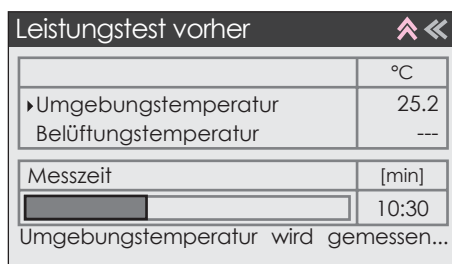 Leistungstest vorher
°C
▸Umgebungstemperatur 25.2
Belüftungstemperatur ---
Messzeit [min]
10:30
Umgebungstemperatur wird gemessen...